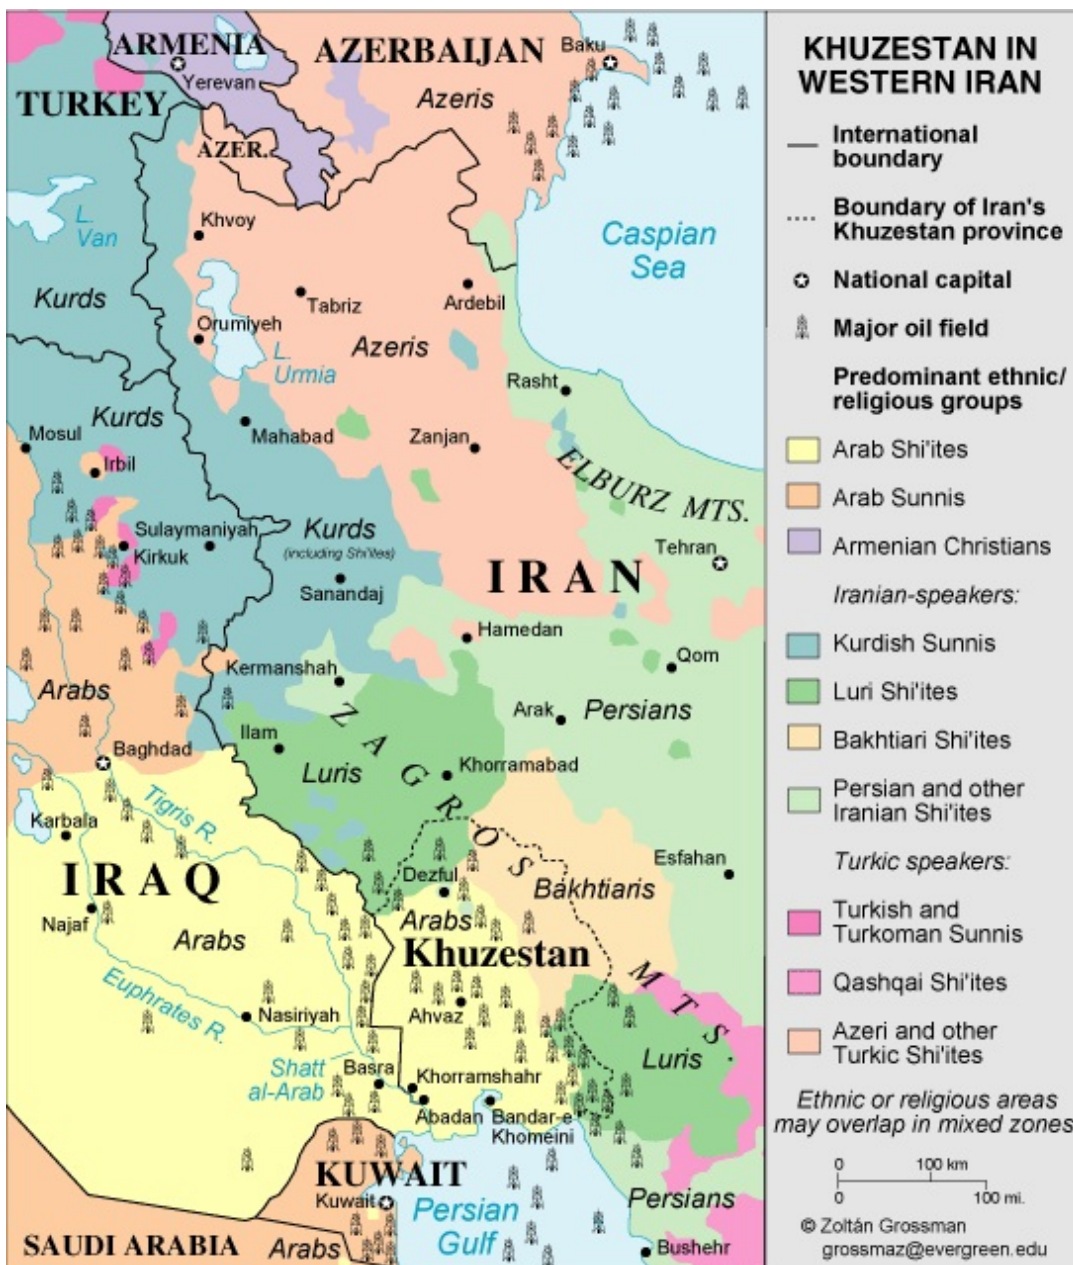 ARMENIA
Yerevan
AZERBAIJAN
Baku
Azeris
TURKEY
AZER.
Khvoy
L.
Van
Caspian
Sea
Kurds
Tabriz
Ardebil
Orumiyeh
Azeris
L.
Urmia
Rasht
Kurds
Mahabad
Mosul
Zanjan
Irbil
ELBURZ MTS.
Sulaymaniyah
Kirkuk
Kurds
(including Shi'ites)
Sanandaj
Tehran
IRAN
Hamedan
Kermanshah
Qom
Arabs
Arak
Persians
Ilam
Baghdad
ZAGROS
Luris
Khorramabad
Tigris R.
Karbala
IRAQ
Dezful
Esfahan
Bakhtiaris
Najaf
Arabs
Arabs
Khuzestan
Euphrates R.
Nasiriyah
Ahvaz
MTS.
Luris
Shatt
al-Arab
Basra
Khorramshahr
Abadan
Bandar-e
Khomeini
KUWAIT
Kuwait
Persian
Gulf
Persians
SAUDI ARABIA
Arabs
Bushehr
KHUZESTAN IN
WESTERN IRAN
International
boundary
Boundary of Iran's
Khuzestan province
National capital
Major oil field
Predominant ethnic/
religious groups
Arab Shi'ites
Arab Sunnis
Armenian Christians
Iranian-speakers:
Kurdish Sunnis
Luri Shi'ites
Bakhtiari Shi'ites
Persian and other
Iranian Shi'ites
Turkic speakers:
Turkish and
Turkoman Sunnis
Qashqai Shi'ites
Azeri and other
Turkic Shi'ites
Ethnic or religious areas
may overlap in mixed zones
0 100 km
0 100 mi.
© Zoltán Grossman
grossmaz@evergreen.edu